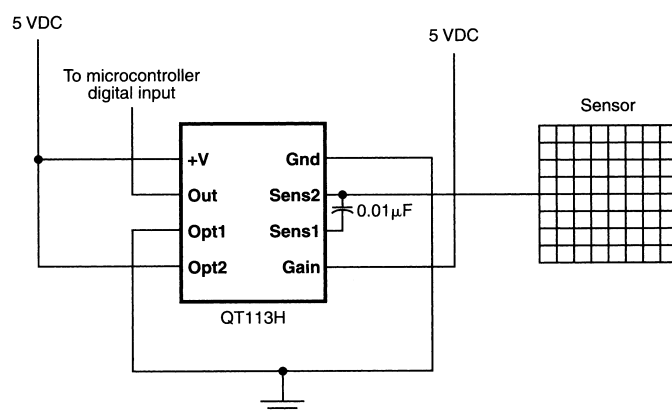 5 VDC
To microcontroller
digital input
5 VDC
Sensor
+V
Gnd
Out
Sens2
0.01µF
Opt1
Sens1
Opt2
Gain
QT113H